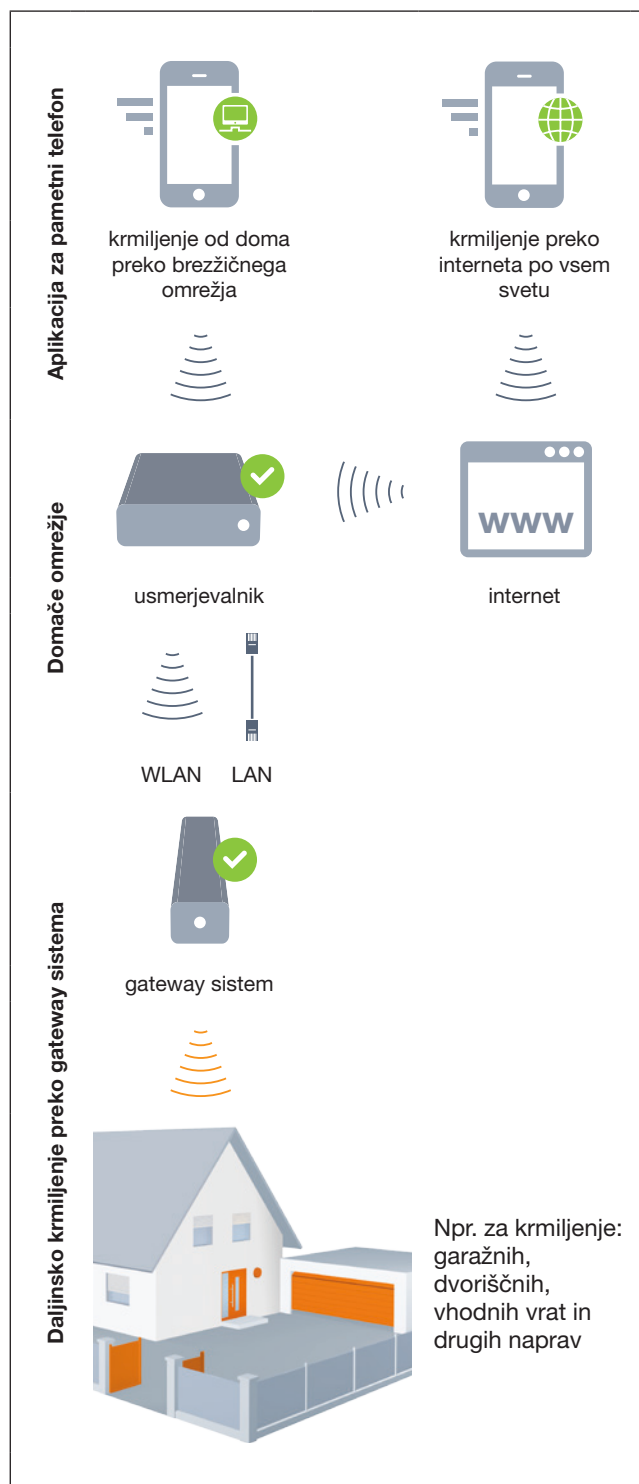 Aplikacija za pametni telefon
krmiljenje od doma
preko brezžičnega
omrežja
krmiljenje preko
interneta po vsem
svetu
Domače omrežje
usmerjevalnik
www
internet
WLAN
LAN
Daljinsko krmiljenje preko gateway sistema
gateway sistem
Npr. za krmiljenje:
garažnih,
dvoriščnih,
vhodnih vrat in
drugih naprav